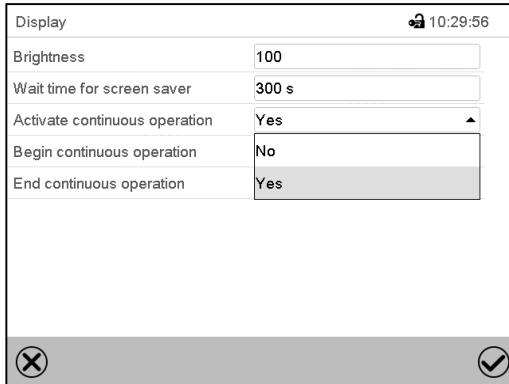 Display 10:29:56
Brightness 100
Wait time for screen saver 300 s
Activate continuous operation Yes
Begin continuous operation No
End continuous operation Yes